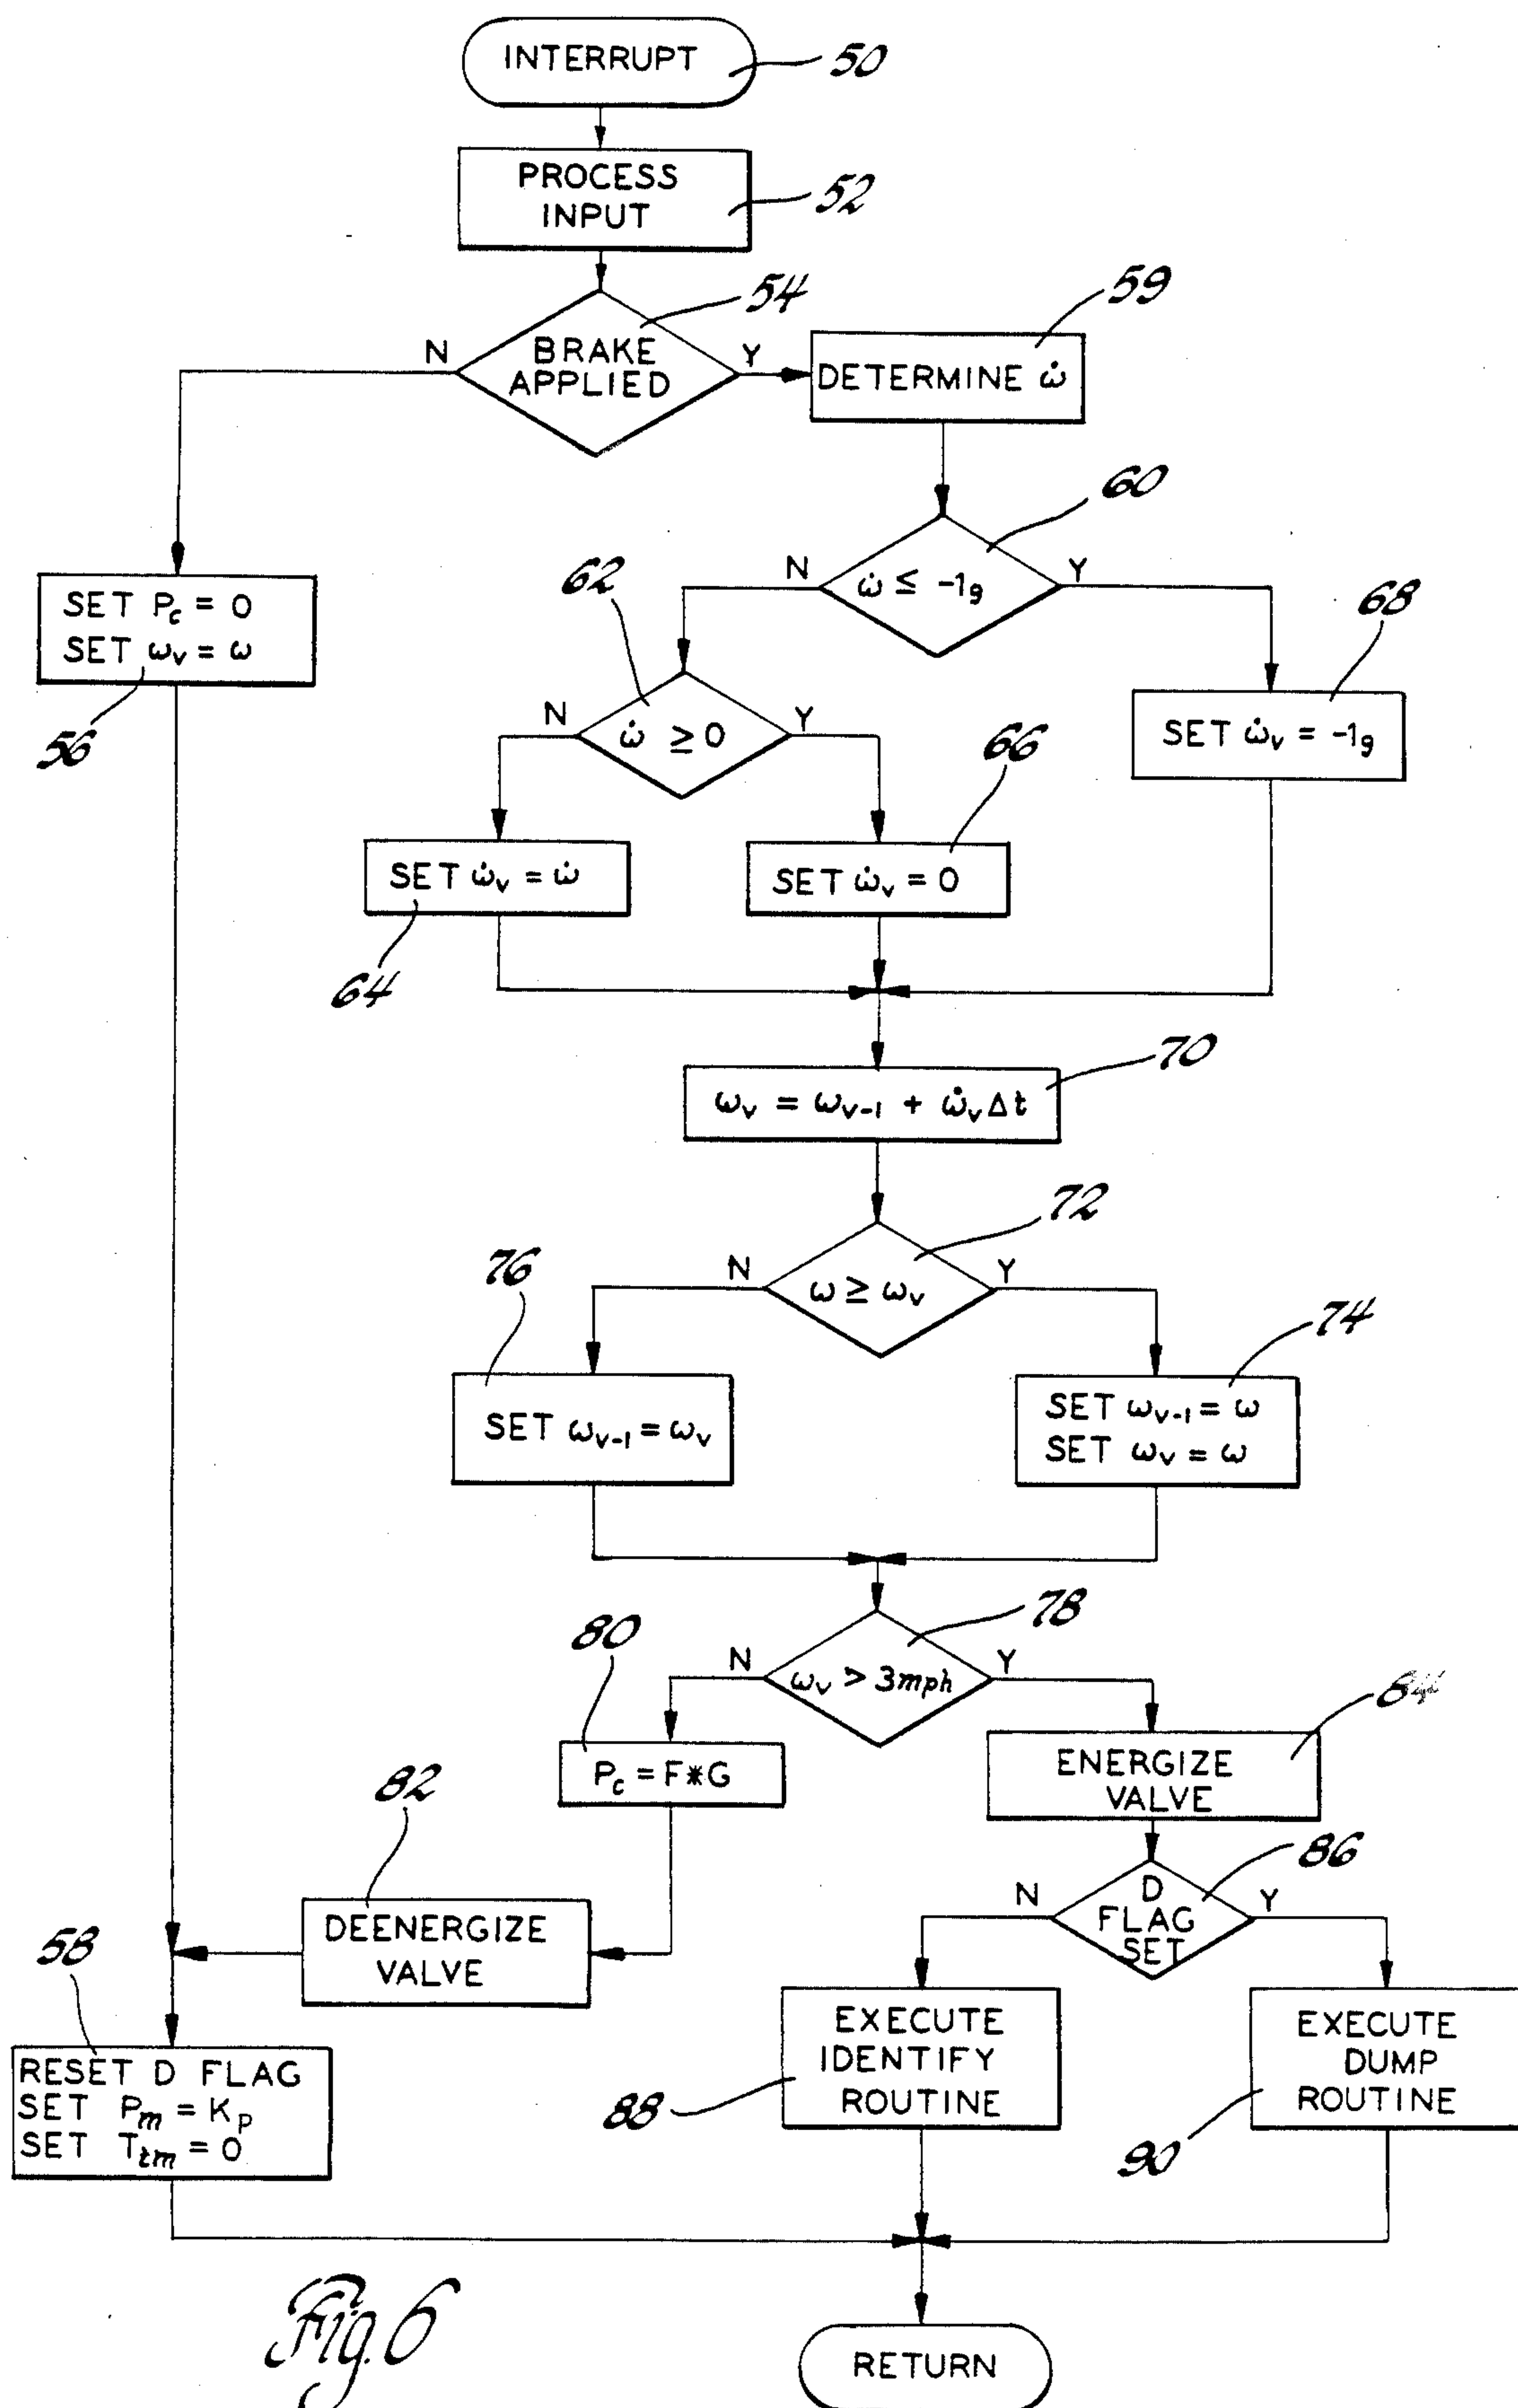 INTERRUPT
50
PROCESS
INPUT
52
54
BRAKE
APPLIED
N
Y
59
DETERMINE ω̇
60
ω̇ ≤ -1g
N
Y
SET Pc = 0
SET ωv = ω
56
62
ω̇ ≥ 0
N
Y
68
SET ω̇v = -1g
66
SET ω̇v = ω̇
64
SET ω̇v = 0
70
ωv = ωv-1 + ω̇v Δt
72
ω ≥ ωv
N
Y
76
SET ωv-1 = ωv
74
SET ωv-1 = ω
SET ωv = ω
78
ωv > 3mph
N
Y
80
Pc = F*G
84
ENERGIZE
VALVE
82
DEENERGIZE
VALVE
86
D
FLAG
SET
N
Y
58
RESET D FLAG
SET Pm = Kp
SET Ttm = 0
EXECUTE
IDENTIFY
ROUTINE
88
EXECUTE
DUMP
ROUTINE
90
Fig. 6
RETURN